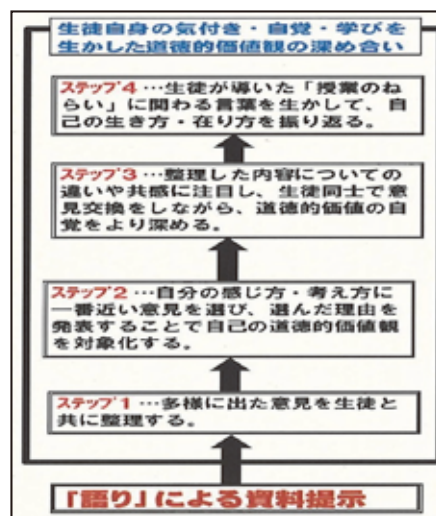 生徒自身の気付き・自覚・学びを
生かした道徳的価値観の深め合い
ステップ4…生徒が導いた「授業のね
らい」に関わる言葉を生かして、自
己の生き方・在り方を振り返る。
ステップ3…整理した内容についての
違いや共感に注目し、生徒同士で意
見交換をしながら、道徳的価値の自
覚をより深める。
ステップ2…自分の感じ方・考え方に
一番近い意見を選び、選んだ理由を
発表することで自己の道徳的価値観
を対象化する。
ステップ1…多様に出た意見を生徒と
共に整理する。
「語り」による資料提示